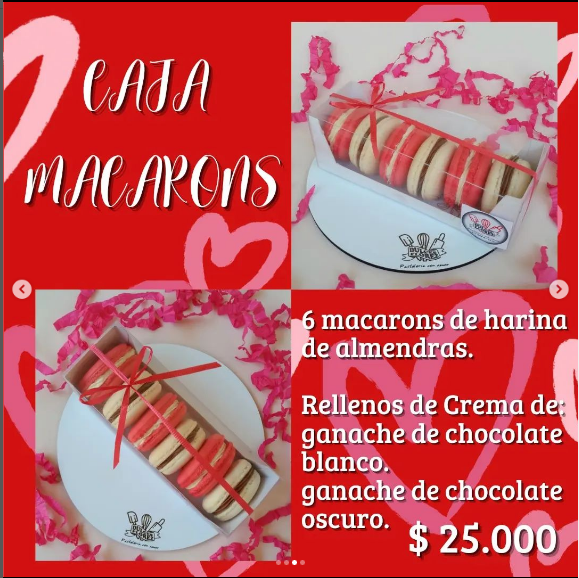 CAJA
MACARONS
6 macarons de harina
de almendras.
Rellenos de Crema de:
ganache de chocolate
blanco.
ganache de chocolate
oscuro.
$ 25.000